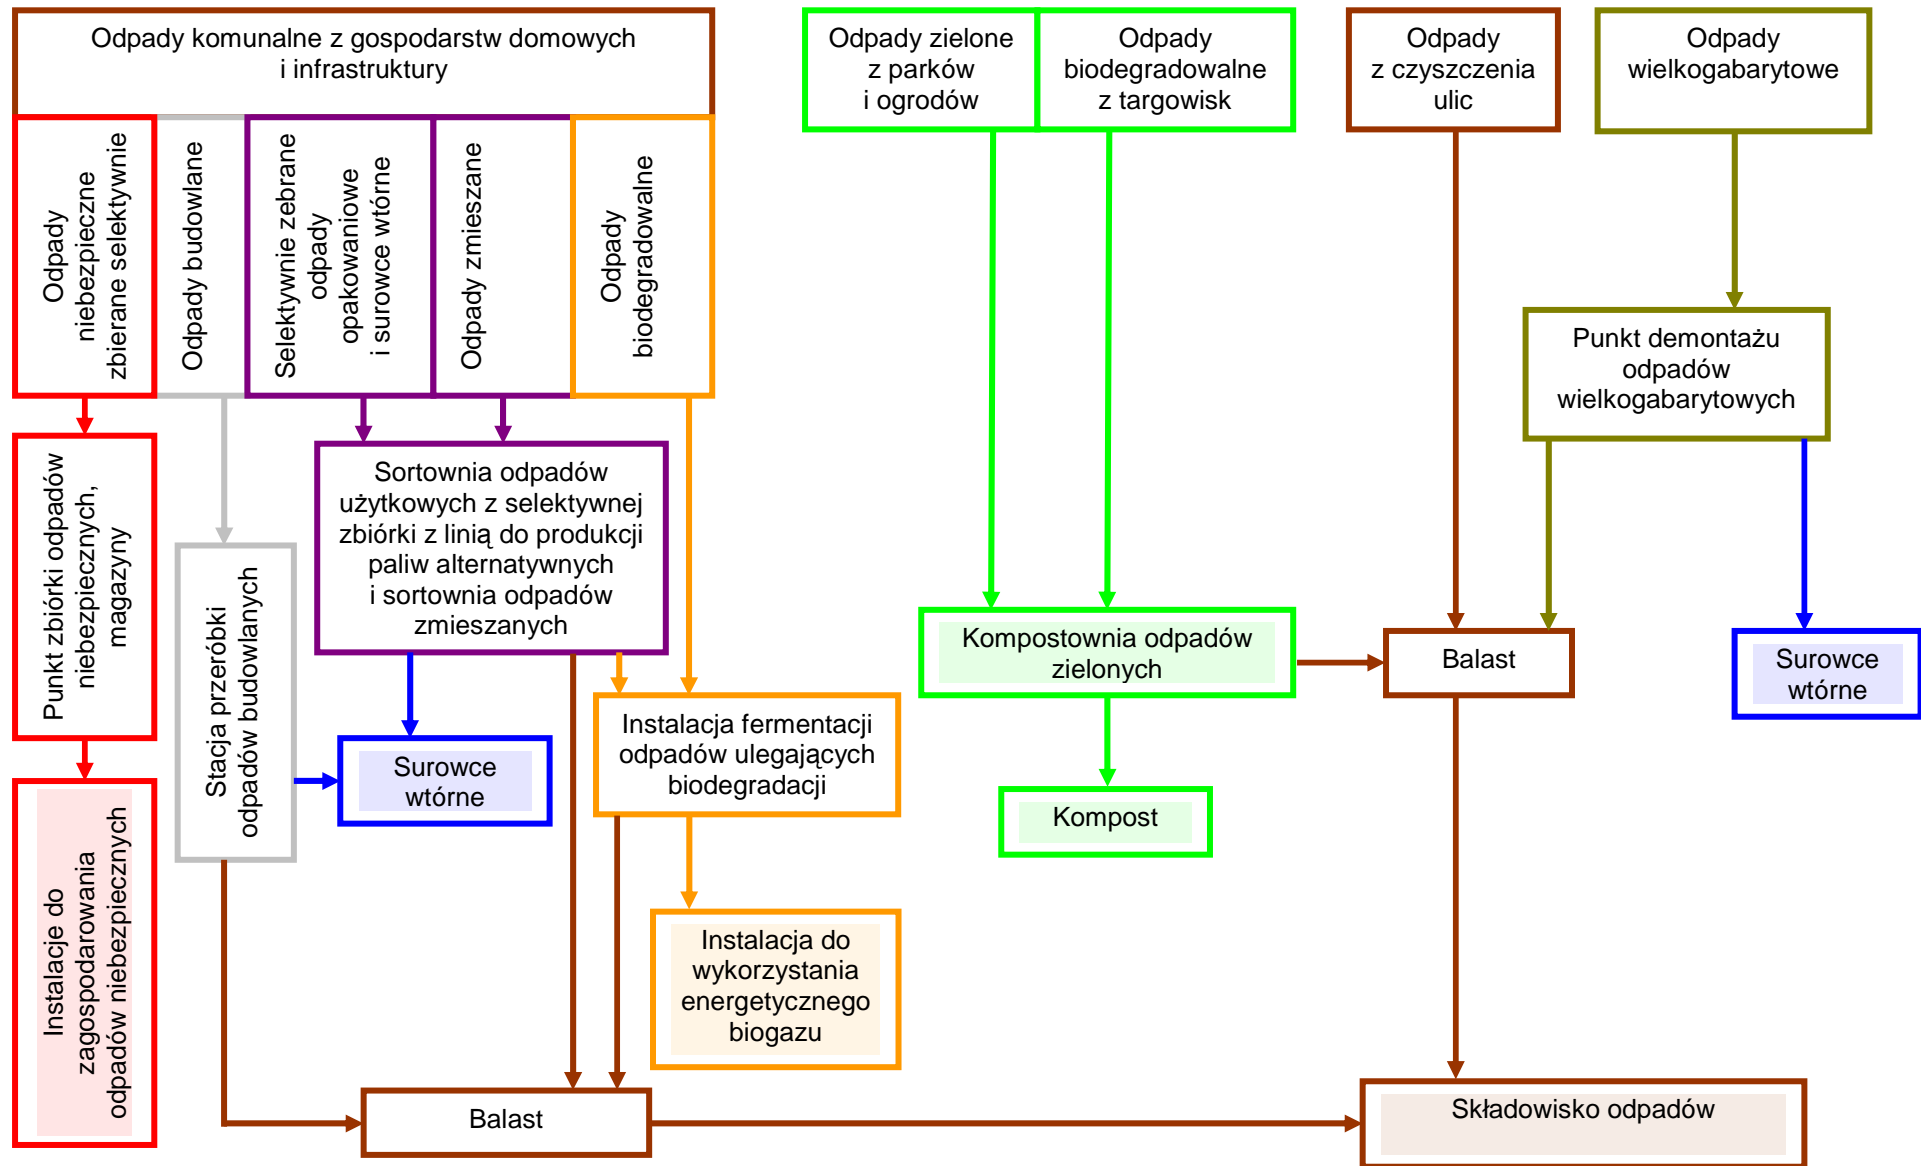 Odpady komunalne z gospodarstw domowych
i infrastruktury
Odpady zielone
z parków
i ogrodów
Odpady
biodegradowalne
z targowisk
Odpady
z czyszczenia
ulic
Odpady
wielkogabarytowe
Odpady
niebezpieczne
zbierane selektywnie
Odpady budowlane
Selektywnie zebrane
odpady
opakowaniowe
i surowce wtórne
Odpady zmieszane
Odpady
biodegradowalne
Punkt demontażu
odpadów
wielkogabarytowych
Punkt zbiórki odpadów
niebezpiecznych,
magazyny
Stacja przeróbki
odpadów budowlanych
Sortownia odpadów
użytkowych z selektywnej
zbiórki z linią do produkcji
paliw alternatywnych
i sortownia odpadów
zmieszanych
Kompostownia odpadów
zielonych
Balast
Surowce
wtórne
Surowce
wtórne
Instalacja fermentacji
odpadów ulegających
biodegradacji
Kompost
Instalacje do
zagospodarowania
odpadów niebezpiecznych
Instalacja do
wykorzystania
energetycznego
biogazu
Balast
Składowisko odpadów